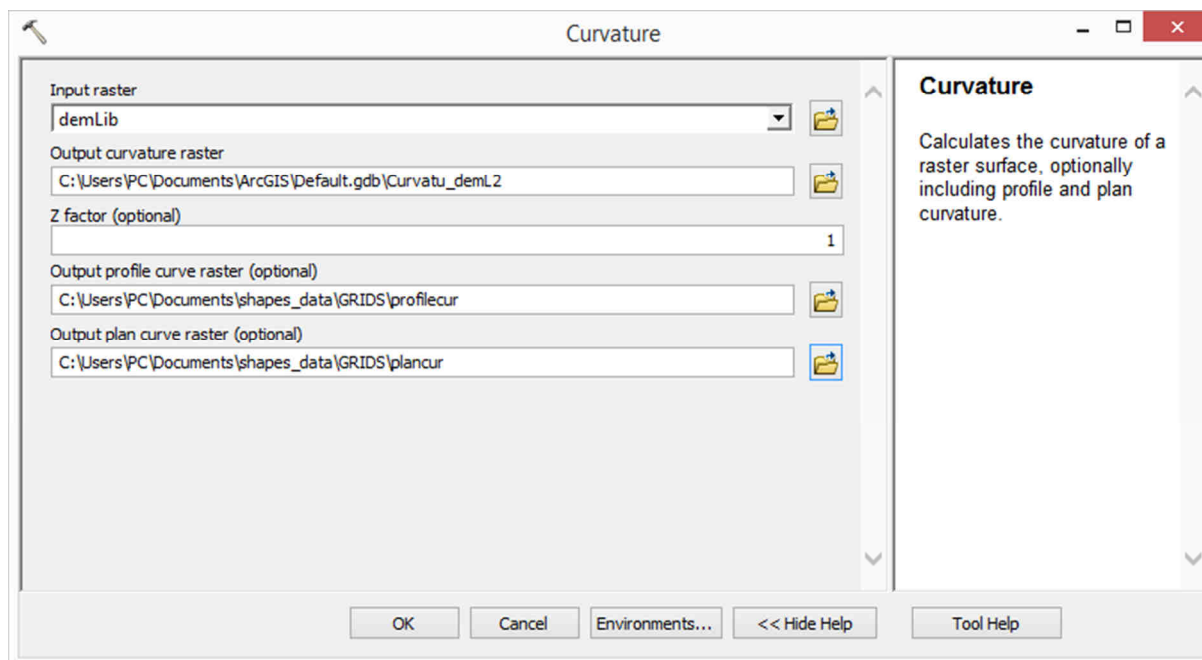 Curvature
Input raster
demLib
Output curvature raster
C:\Users\PC\Documents\ArcGIS\Default.gdb\Curvatu_demL2
Z factor (optional)
1
Output profile curve raster (optional)
C:\Users\PC\Documents\shapes_data\GRIDS\profilecur
Output plan curve raster (optional)
C:\Users\PC\Documents\shapes_data\GRIDS\plancur
Curvature
Calculates the curvature of a
raster surface, optionally
including profile and plan
curvature.
OK
Cancel
Environments...
<< Hide Help
Tool Help